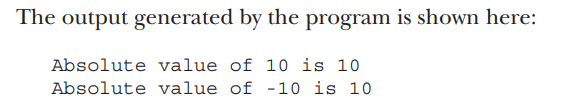 The output generated by the program is shown here:
Absolute value of 10 is 10
Absolute value of -10 is 10